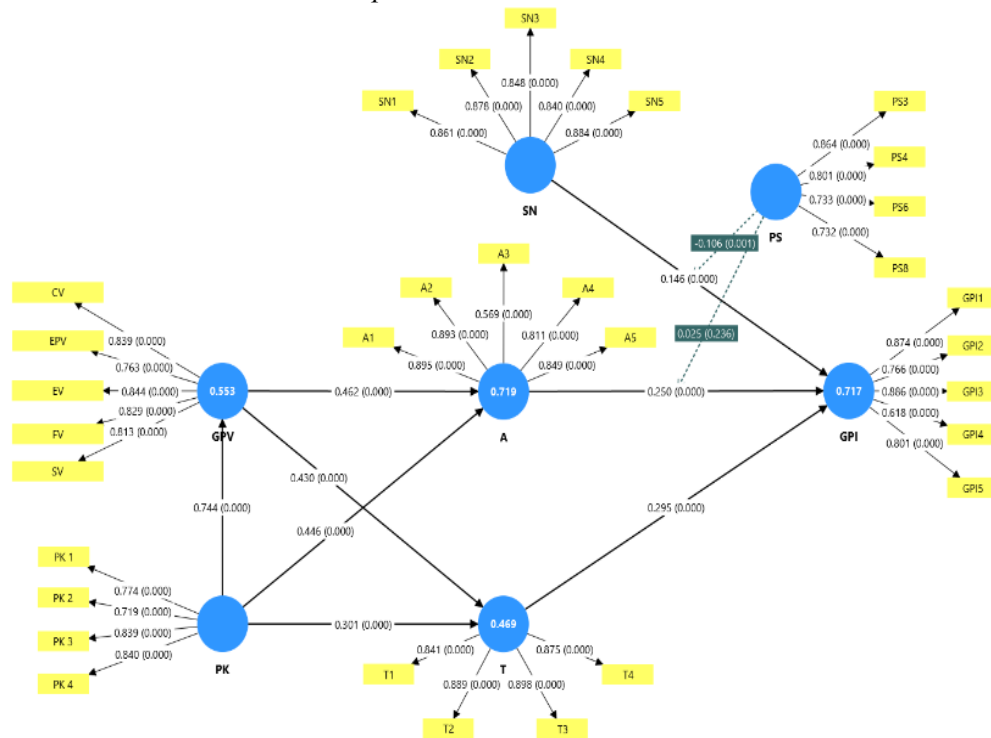 SN3
SN2
SN4
SN1
SN5
0.848 (0.000)
0.878 (0.000)
0.840 (0.000)
0.861 (0.000)
0.884 (0.000)
SN
PS3
PS4
PS6
PS8
0.864 (0.000)
0.801 (0.000)
0.733 (0.000)
0.732 (0.000)
PS
-0.106 (0.001)
0.146 (0.000)
0.025 (0.236)
A3
A2
A4
A1
A5
0.569 (0.000)
0.893 (0.000)
0.811 (0.000)
0.895 (0.000)
0.849 (0.000)
0.719
A
CV
EPV
EV
FV
SV
0.839 (0.000)
0.763 (0.000)
0.844 (0.000)
0.829 (0.000)
0.813 (0.000)
0.553
GPV
0.462 (0.000)
0.250 (0.000)
GPI1
GPI2
GPI3
GPI4
GPI5
0.874 (0.000)
0.766 (0.000)
0.886 (0.000)
0.618 (0.000)
0.801 (0.000)
0.717
GPI
0.430 (0.000)
0.744 (0.000)
0.446 (0.000)
0.295 (0.000)
PK 1
PK 2
PK 3
PK 4
0.774 (0.000)
0.719 (0.000)
0.839 (0.000)
0.840 (0.000)
PK
0.301 (0.000)
0.469
T
0.841 (0.000)
0.875 (0.000)
0.889 (0.000)
0.898 (0.000)
T1
T4
T2
T3